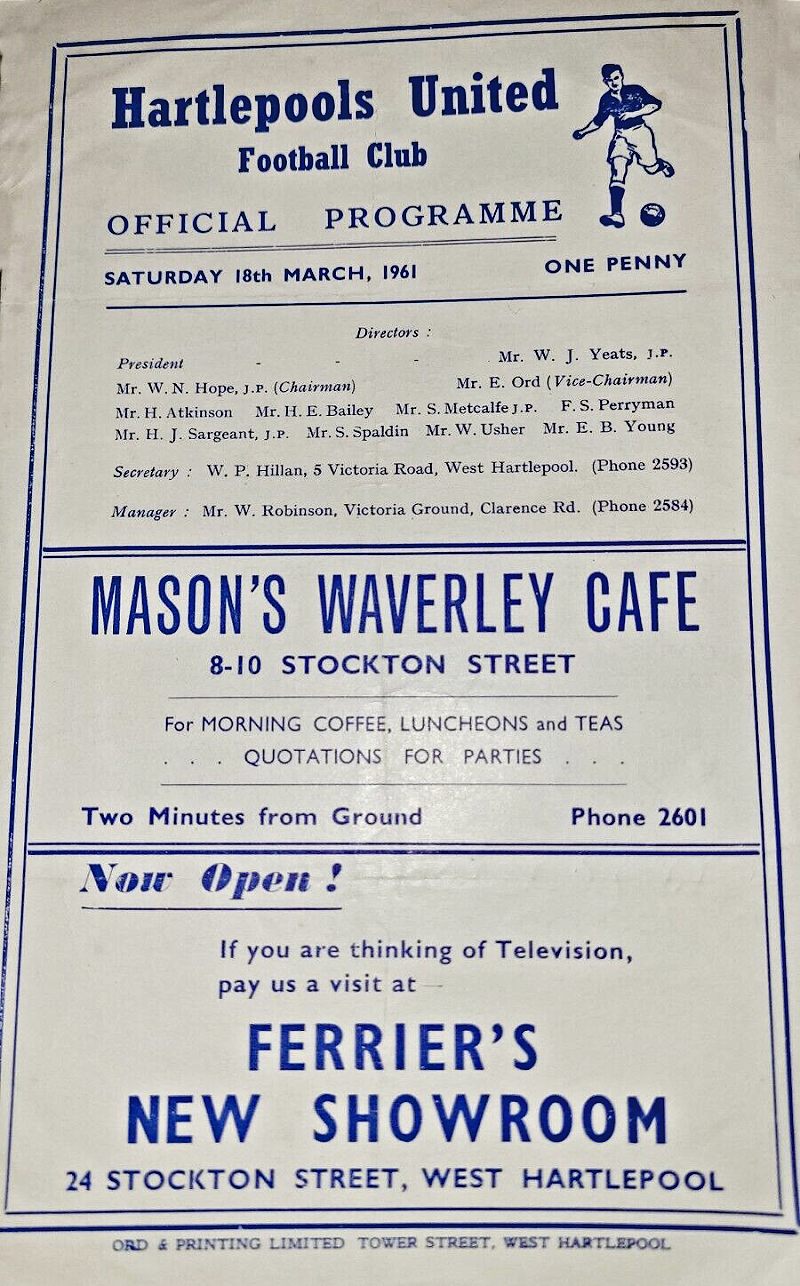 Hartlepools United
Football Club
OFFICIAL PROGRAMME
SATURDAY 18th MARCH, 1961 ONE PENNY
Directors :
President - - - Mr. W. J. Yeats, J.P.
Mr. W. N. Hope, J.P. (Chairman) Mr. E. Ord (Vice-Chairman)
Mr. H. Atkinson Mr. H. E. Bailey Mr. S. Metcalfe J.P. F. S. Perryman
Mr. H. J. Sargeant, J.P. Mr. S. Spaldin Mr. W. Usher Mr. E. B. Young
Secretary : W. P. Hillan, 5 Victoria Road, West Hartlepool. (Phone 2593)
Manager : Mr. W. Robinson, Victoria Ground, Clarence Rd. (Phone 2584)
MASON'S WAVERLEY CAFE
8-10 STOCKTON STREET
For MORNING COFFEE, LUNCHEONS and TEAS
. . . QUOTATIONS FOR PARTIES . . .
Two Minutes from Ground Phone 2601
Now Open !
If you are thinking of Television,
pay us a visit at —
FERRIER'S
NEW SHOWROOM
24 STOCKTON STREET, WEST HARTLEPOOL
ORD & PRINTING LIMITED TOWER STREET, WEST HARTLEPOOL